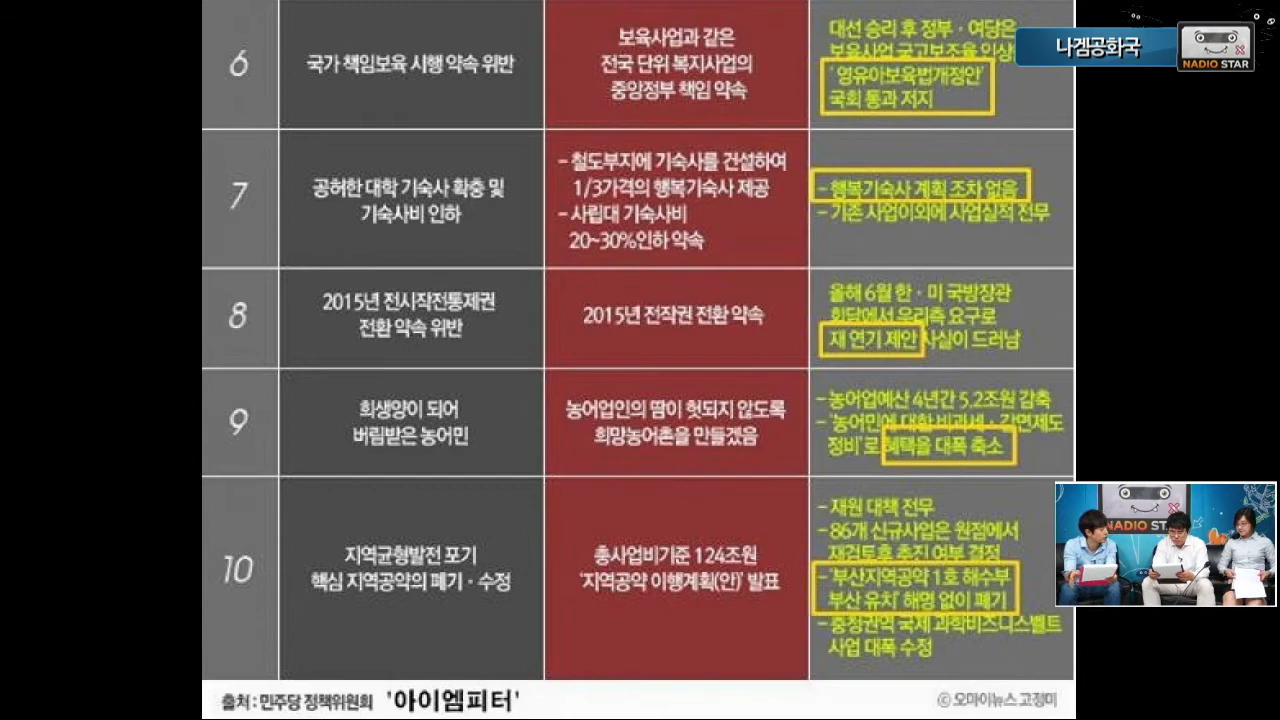 나겜공화국
NADIO STAR
6
국가 책임보육 시행 약속 위반
보육사업과 같은
전국 단위 복지사업의
중앙정부 책임 약속
대선 승리 후 정부·여당은
보육사업 국고보조율 인상
'영유아보육법개정안'
국회 통과 저지
7
공허한 대학 기숙사 확충 및
기숙사비 인하
- 철도부지에 기숙사를 건설하여
1/3가격의 행복기숙사 제공
- 사립대 기숙사비
20~30%인하 약속
- 행복기숙사 계획 조차 없음
- 기존 사업이외에 사업실적 전무
8
2015년 전시작전통제권
전환 약속 위반
2015년 전작권 전환 약속
올해 6월 한·미 국방장관
회담에서 우리측 요구로
재 연기 제안 사실이 드러남
9
희생양이 되어
버림받은 농어민
농어업인의 땀이 헛되지 않도록
희망농어촌을 만들겠음
- 농어업예산 4년간 5.2조원 감축
- '농어민에 대한 비과세·감면제도
정비'로 혜택을 대폭 축소
10
지역균형발전 포기
핵심 지역공약의 폐기·수정
총사업비기준 124조원
'지역공약 이행계획(안)' 발표
- 재원 대책 전무
- 86개 신규사업은 원점에서
재검토후 추진 여부 결정
- '부산지역공약 1호 해수부
부산 유치' 해명 없이 폐기
- 충청권역 국제 과학비즈니스벨트
사업 대폭 수정
NADIO STAR
출처 : 민주당 정책위원회 '아이엠피터'
ⓒ 오마이뉴스 고정미